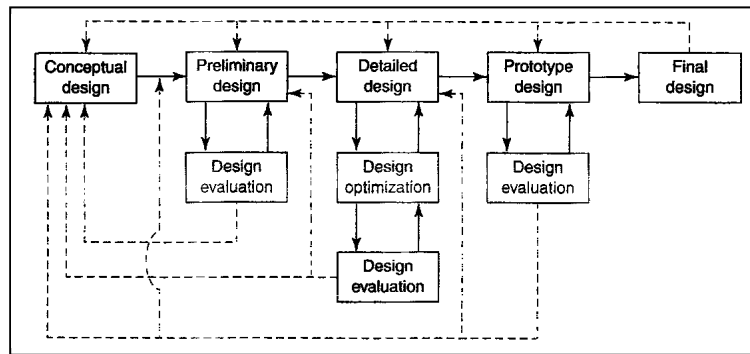 Conceptual
design
Preliminary
design
Detailed
design
Prototype
design
Final
design
Design
evaluation
Design
optimization
Design
evaluation
Design
evaluation